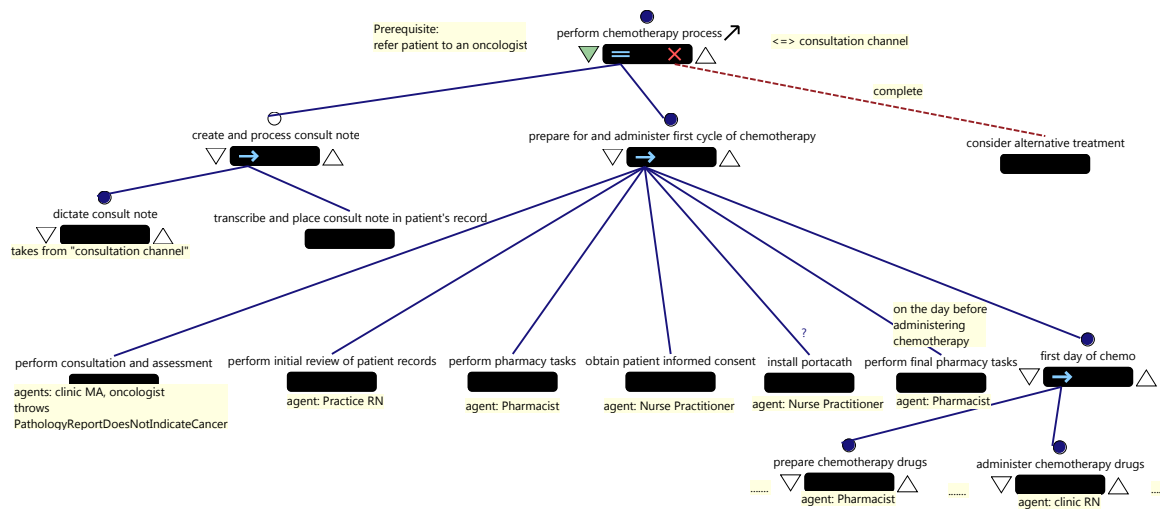 Prerequisite:
refer patient to an oncologist
perform chemotherapy process
<=> consultation channel
complete
create and process consult note
prepare for and administer first cycle of chemotherapy
consider alternative treatment
dictate consult note
takes from "consultation channel"
transcribe and place consult note in patient's record
on the day before
administering
chemotherapy
?
perform consultation and assessment
agents: clinic MA, oncologist
throws
PathologyReportDoesNotIndicateCancer
perform initial review of patient records
agent: Practice RN
perform pharmacy tasks
agent: Pharmacist
obtain patient informed consent
agent: Nurse Practitioner
install portacath
agent: Nurse Practitioner
perform final pharmacy tasks
agent: Pharmacist
first day of chemo
prepare chemotherapy drugs
.......
agent: Pharmacist
administer chemotherapy drugs
.......
agent: clinic RN
...